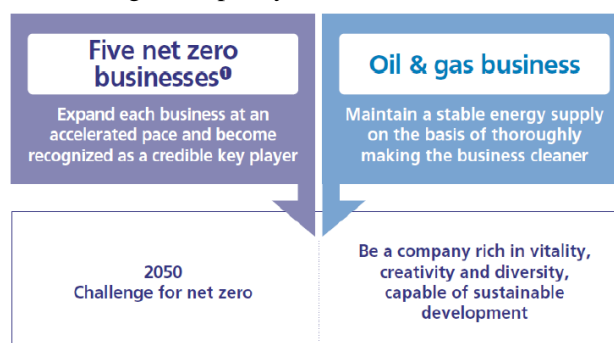 Five net zero
businesses❶
Expand each business at an
accelerated pace and become
recognized as a credible key player
Oil & gas business
Maintain a stable energy supply
on the basis of thoroughly
making the business cleaner
2050
Challenge for net zero
Be a company rich in vitality,
creativity and diversity,
capable of sustainable
development